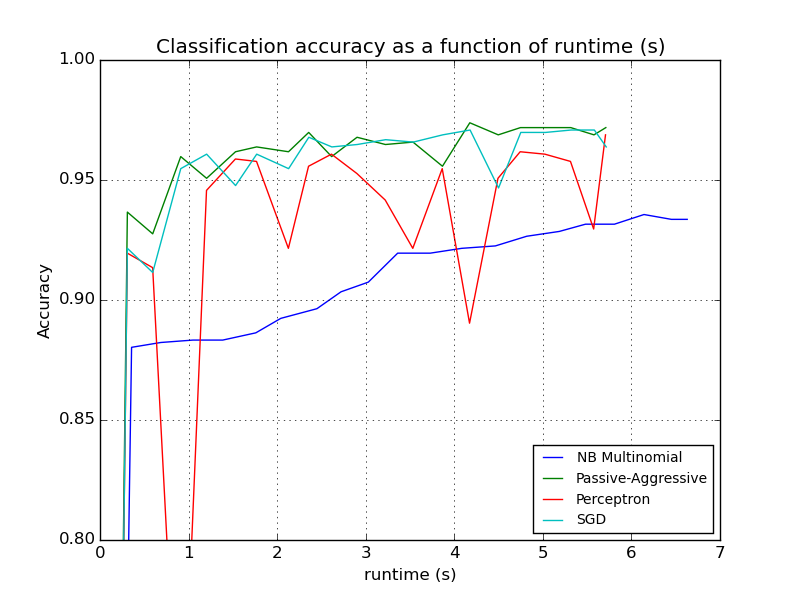 Classification accuracy as a function of runtime (s)
1.00
0.95
0.90
0.85
0.80
Accuracy
0 1 2 3 4 5 6 7
runtime (s)
NB Multinomial
Passive-Aggressive
Perceptron
SGD